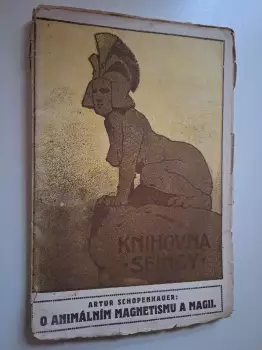 KNIHOVNA
·SFINGY·
ARTUR SCHOPENHAUER:
O ANIMÁLNÍM MAGNETISMU A MAGII.